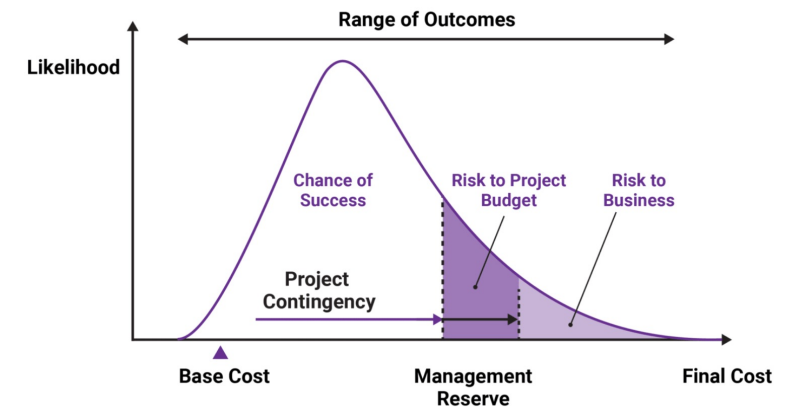 Range of Outcomes
Likelihood
Chance of
Success
Risk to Project
Budget
Risk to
Business
Project
Contingency
Base Cost
Management
Reserve
Final Cost